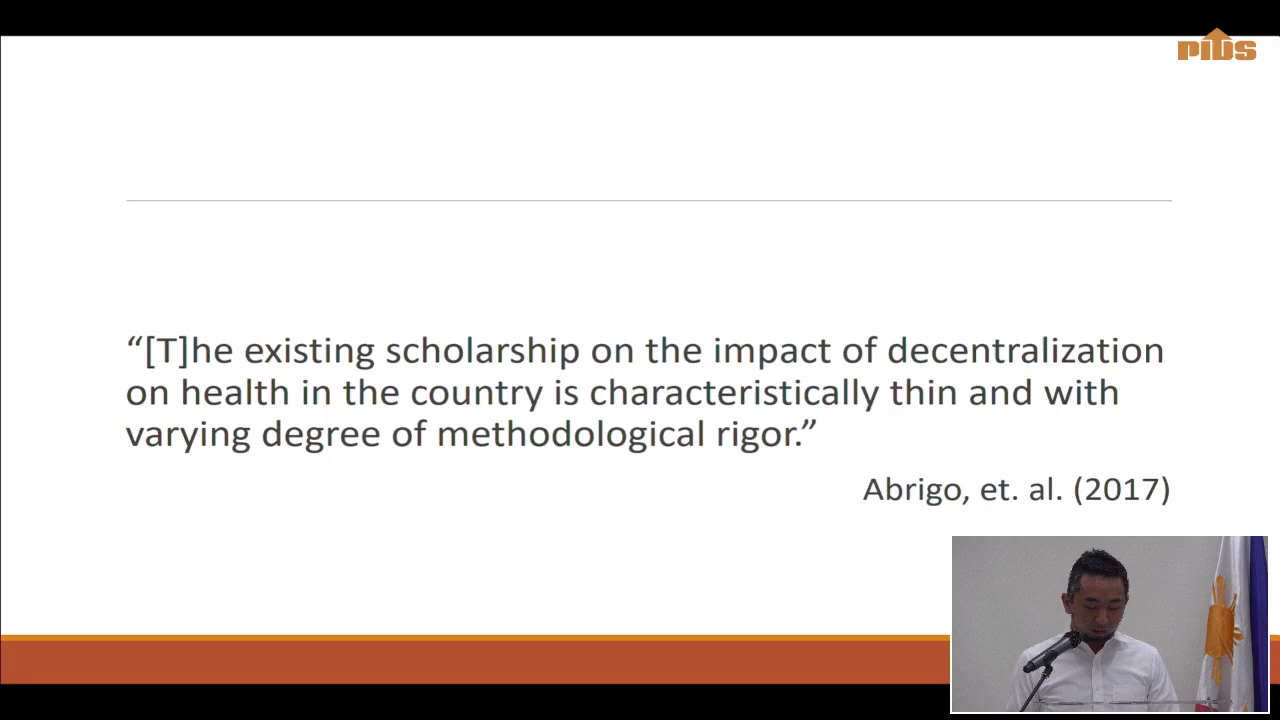 PIDS
“[T]he existing scholarship on the impact of decentralization
on health in the country is characteristically thin and with
varying degree of methodological rigor.”
Abrigo, et. al. (2017)